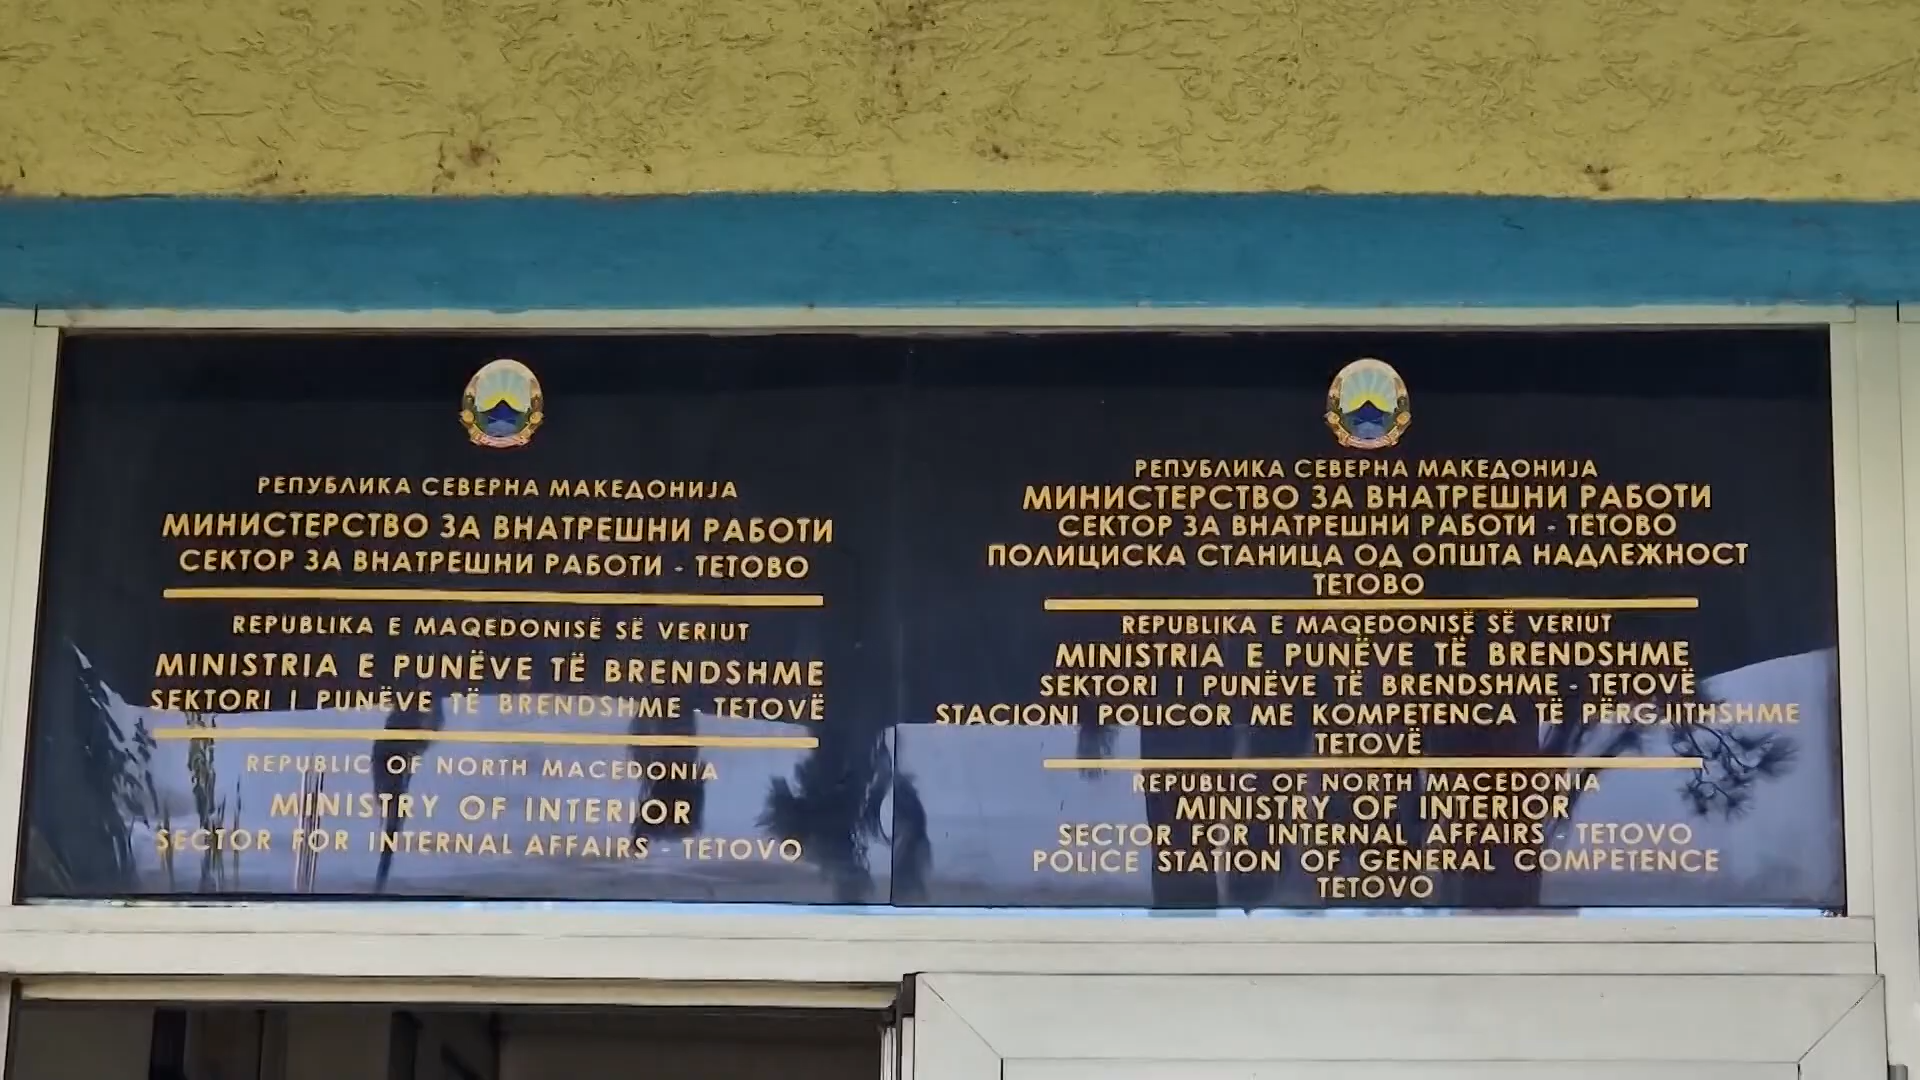 РЕПУБЛИКА СЕВЕРНА МАКЕДОНИЈА
МИНИСТЕРСТВО ЗА ВНАТРЕШНИ РАБОТИ
СЕКТОР ЗА ВНАТРЕШНИ РАБОТИ - ТЕТОВО
REPUBLIKA E MAQEDONISË SË VERIUT
MINISTRIA E PUNËVE TË BRENDSHME
SEKTORI I PUNËVE TË BRENDSHME - TETOVË
REPUBLIC OF NORTH MACEDONIA
MINISTRY OF INTERIOR
SECTOR FOR INTERNAL AFFAIRS - TETOVO
РЕПУБЛИКА СЕВЕРНА МАКЕДОНИЈА
МИНИСТЕРСТВО ЗА ВНАТРЕШНИ РАБОТИ
СЕКТОР ЗА ВНАТРЕШНИ РАБОТИ - ТЕТОВО
ПОЛИЦИСКА СТАНИЦА ОД ОПШТА НАДЛЕЖНОСТ
ТЕТОВО
REPUBLIKA E MAQEDONISË SË VERIUT
MINISTRIA E PUNËVE TË BRENDSHME
SEKTORI I PUNËVE TË BRENDSHME - TETOVË
STACIONI POLICOR ME KOMPETENCA TË PËRGJITHSHME
TETOVË
REPUBLIC OF NORTH MACEDONIA
MINISTRY OF INTERIOR
SECTOR FOR INTERNAL AFFAIRS - TETOVO
POLICE STATION OF GENERAL COMPETENCE
TETOVO